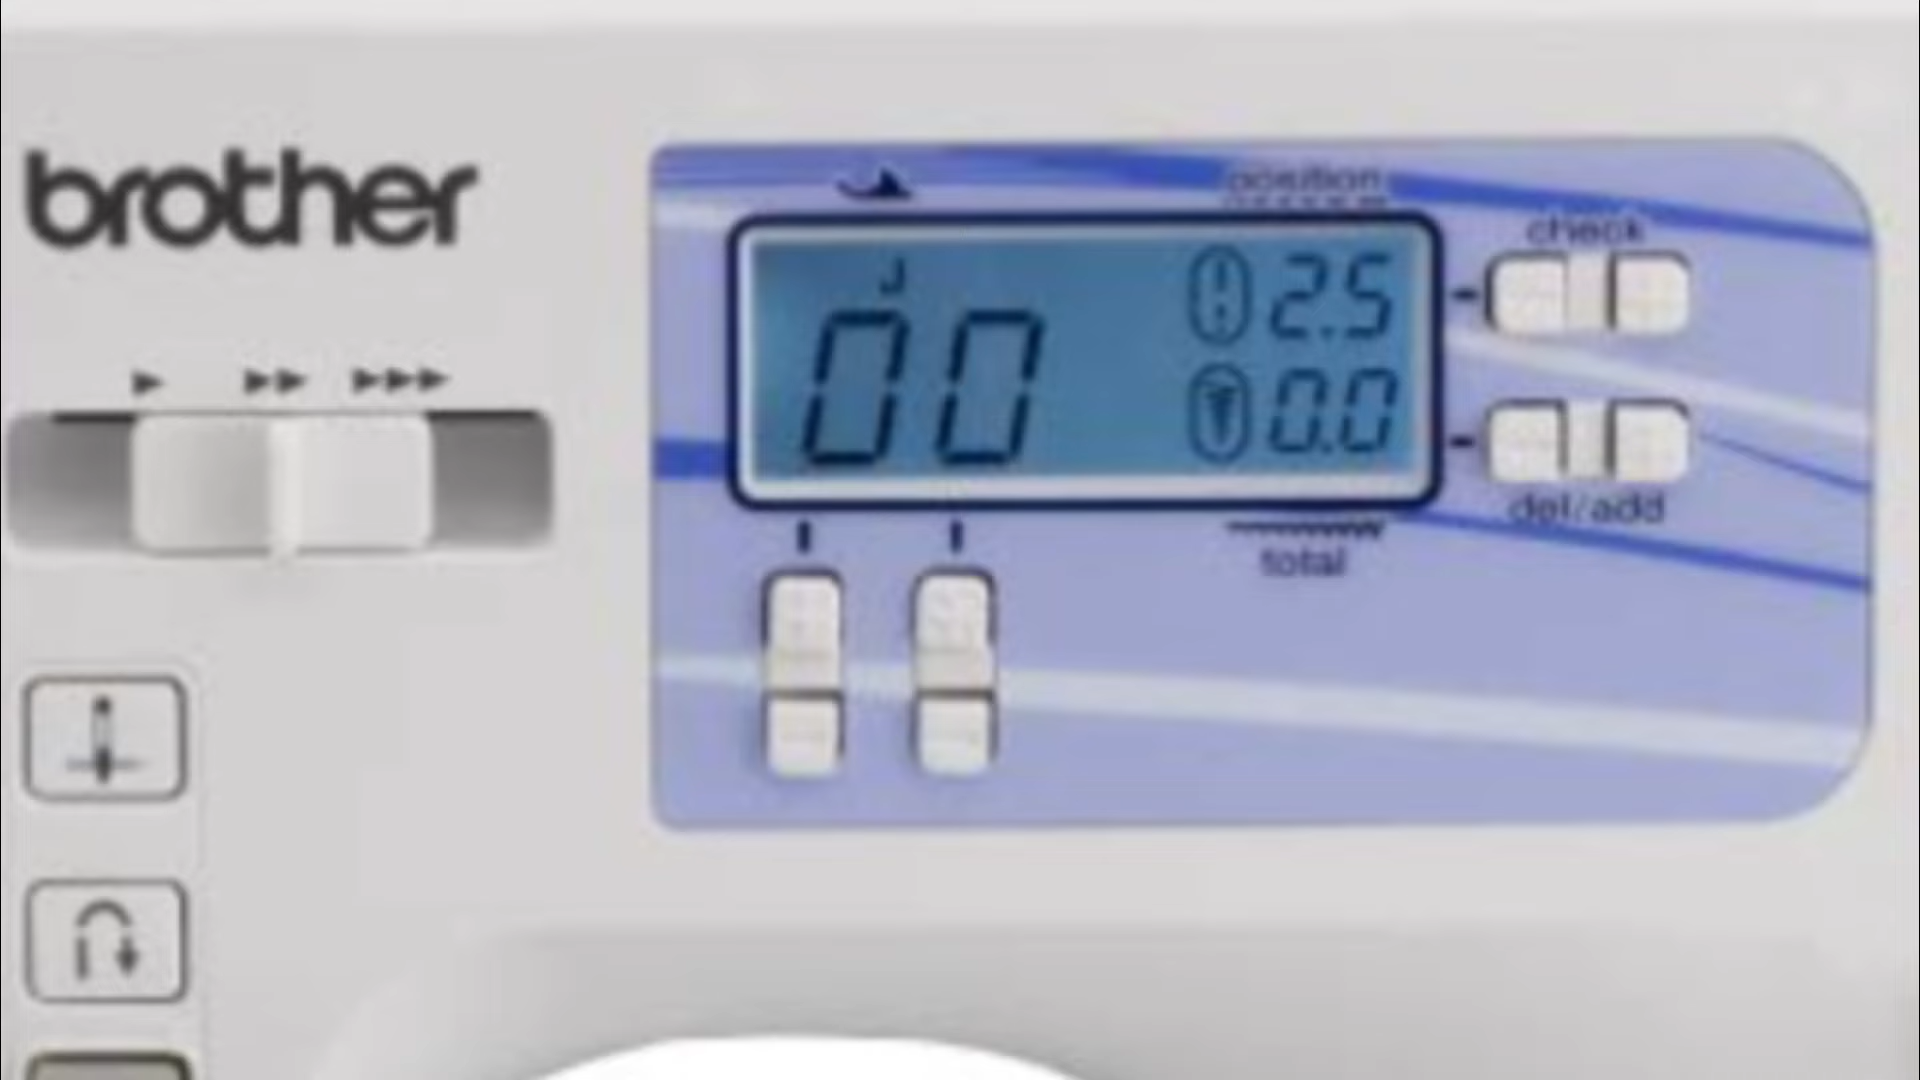 brother
position
check
J
00
2.5
0.0
del/add
total